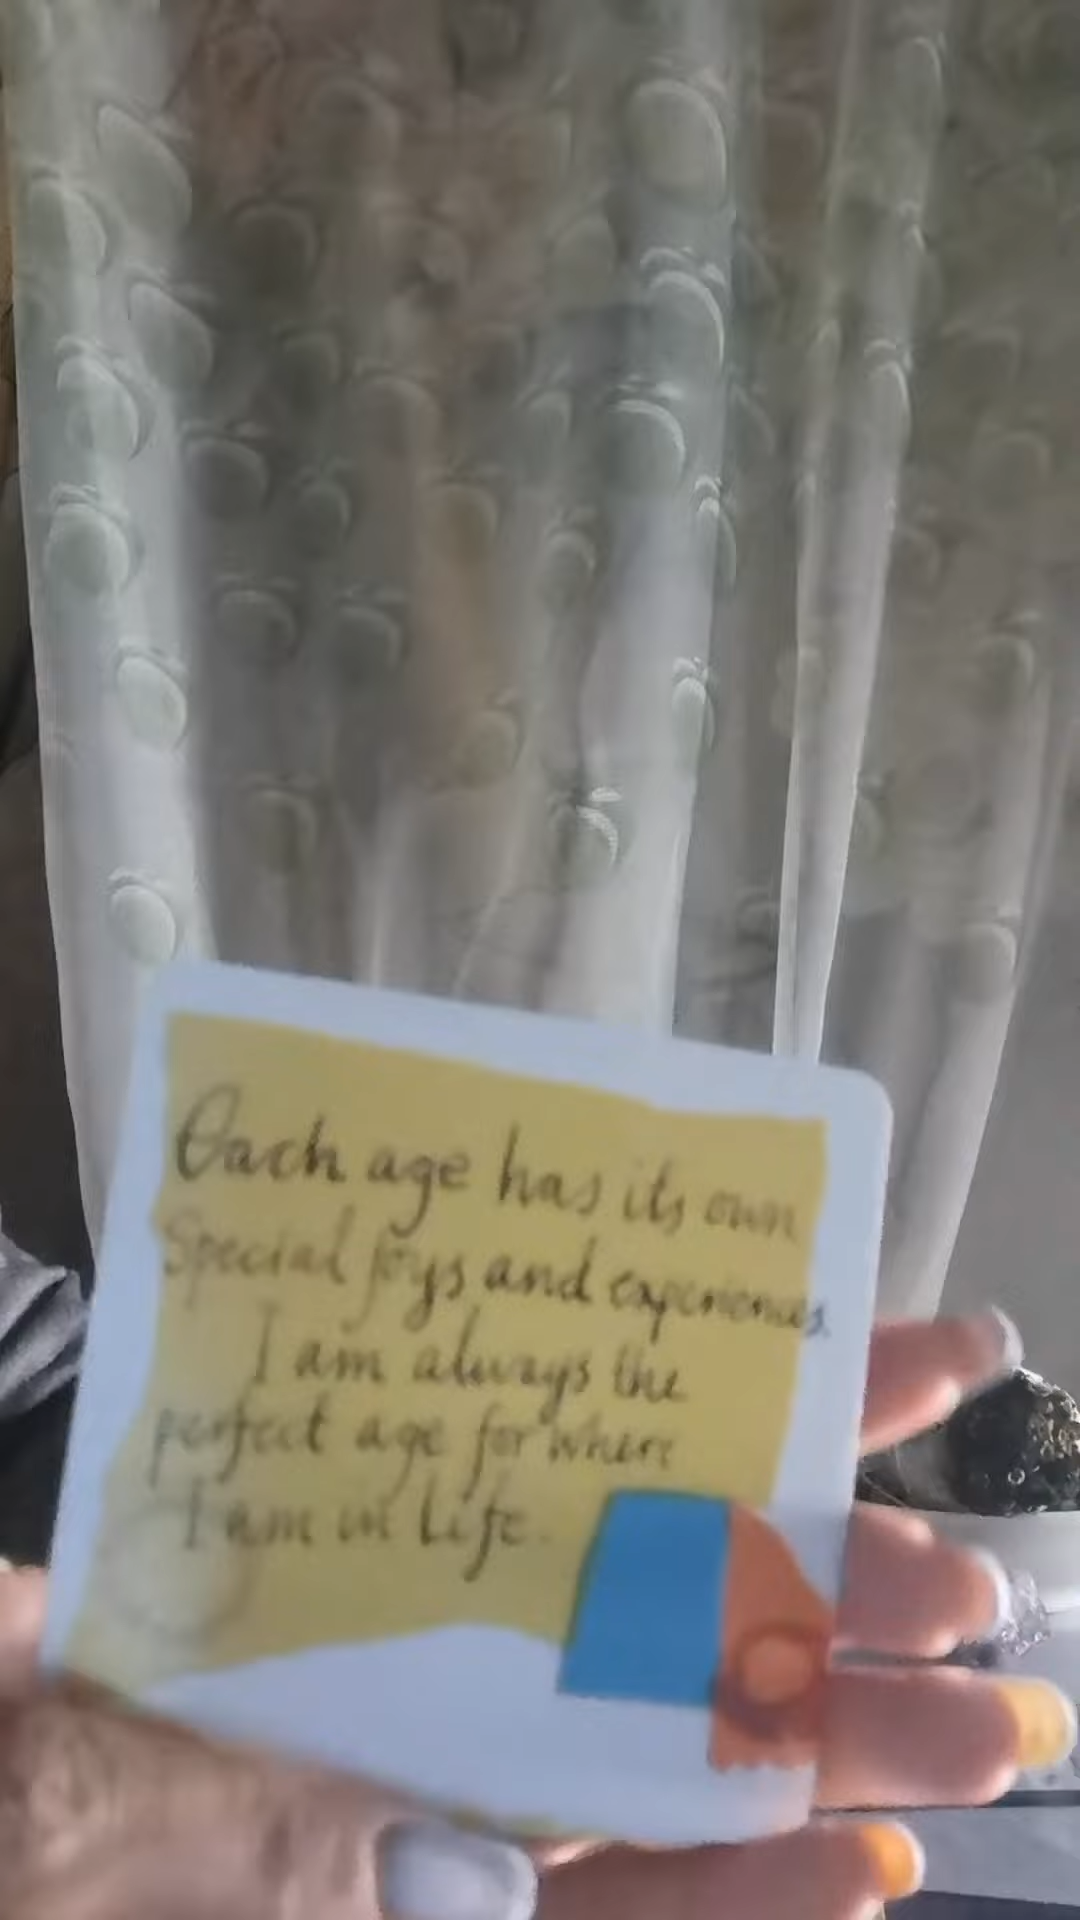 Each age has its own
Special Joys and experiences.
I am always the
perfect age for where
I am in life.